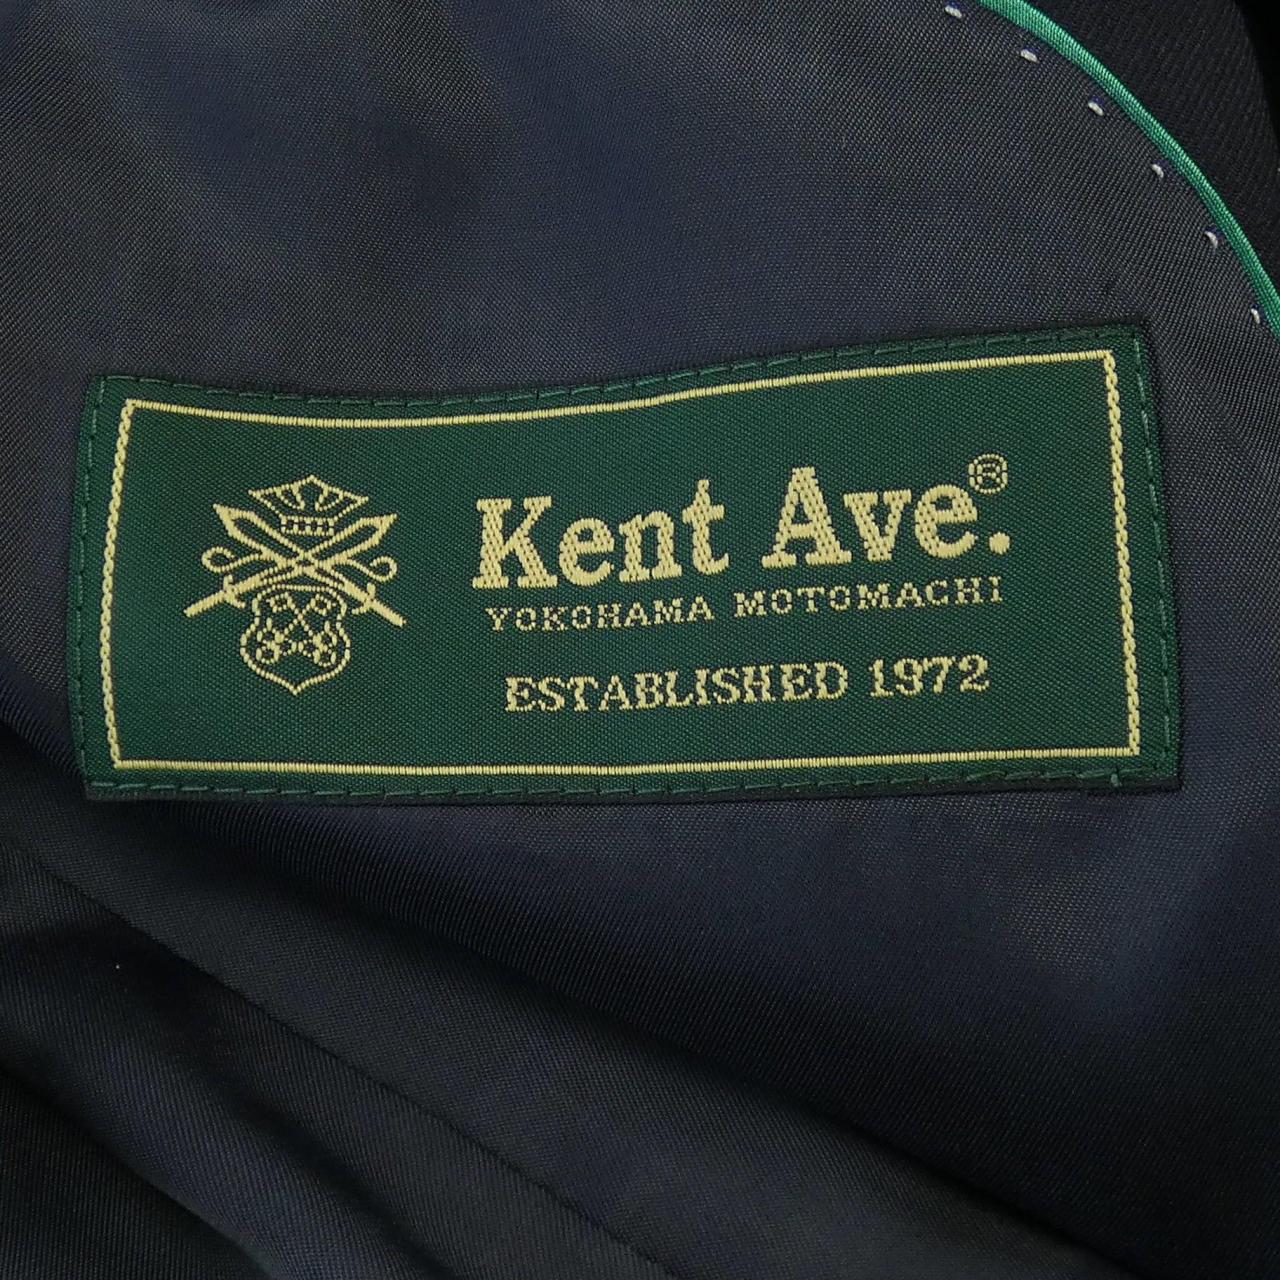 Kent Ave.®
YOKOHAMA MOTOMACHI
ESTABLISHED 1972